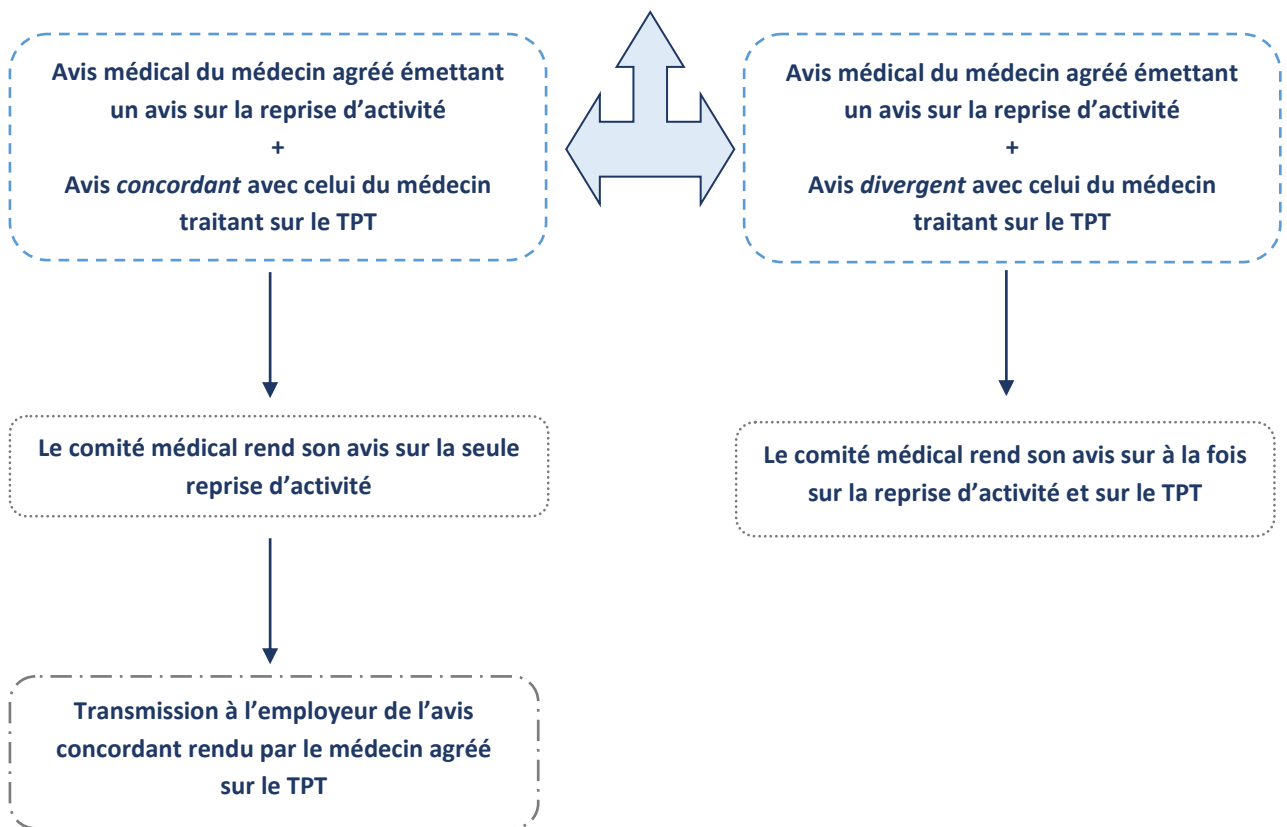 Avis médical du médecin agréé émettant
un avis sur la reprise d’activité
+
Avis concordant avec celui du médecin
traitant sur le TPT
Avis médical du médecin agréé émettant
un avis sur la reprise d’activité
+
Avis divergent avec celui du médecin
traitant sur le TPT
Le comité médical rend son avis sur la seule
reprise d’activité
Le comité médical rend son avis sur à la fois
sur la reprise d’activité et sur le TPT
Transmission à l’employeur de l’avis
concordant rendu par le médecin agréé
sur le TPT